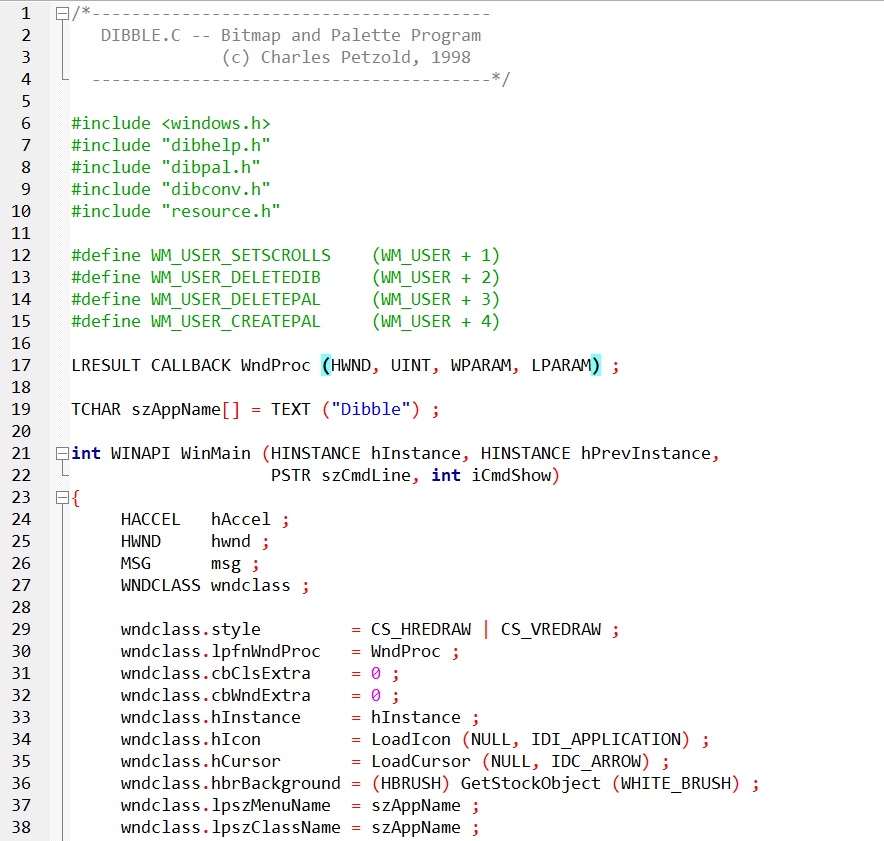 1 /*----------------------------------------
2    DIBBLE.C -- Bitmap and Palette Program
3                (c) Charles Petzold, 1998
4   ----------------------------------------*/
5
6 #include <windows.h>
7 #include "dibhelp.h"
8 #include "dibpal.h"
9 #include "dibconv.h"
10 #include "resource.h"
11
12 #define WM_USER_SETSCROLLS    (WM_USER + 1)
13 #define WM_USER_DELETEDIB     (WM_USER + 2)
14 #define WM_USER_DELETEPAL     (WM_USER + 3)
15 #define WM_USER_CREATEPAL     (WM_USER + 4)
16
17 LRESULT CALLBACK WndProc (HWND, UINT, WPARAM, LPARAM) ;
18
19 TCHAR szAppName[] = TEXT ("Dibble") ;
20
21 int WINAPI WinMain (HINSTANCE hInstance, HINSTANCE hPrevInstance,
22                     PSTR szCmdLine, int iCmdShow)
23 {
24      HACCEL   hAccel ;
25      HWND     hwnd ;
26      MSG      msg ;
27      WNDCLASS wndclass ;
28
29      wndclass.style         = CS_HREDRAW | CS_VREDRAW ;
30      wndclass.lpfnWndProc   = WndProc ;
31      wndclass.cbClsExtra    = 0 ;
32      wndclass.cbWndExtra    = 0 ;
33      wndclass.hInstance     = hInstance ;
34      wndclass.hIcon         = LoadIcon (NULL, IDI_APPLICATION) ;
35      wndclass.hCursor       = LoadCursor (NULL, IDC_ARROW) ;
36      wndclass.hbrBackground = (HBRUSH) GetStockObject (WHITE_BRUSH) ;
37      wndclass.lpszMenuName  = szAppName ;
38      wndclass.lpszClassName = szAppName ;